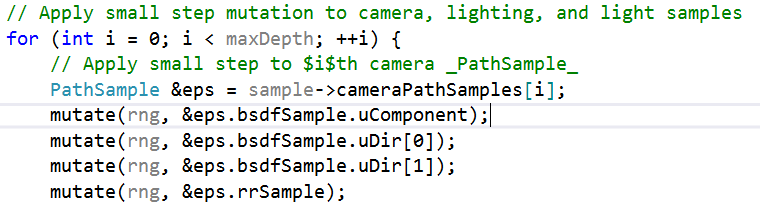 // Apply small step mutation to camera, lighting, and light samples
for (int i = 0; i < maxDepth; ++i) {
    // Apply small step to $i$th camera _PathSample_
    PathSample &eps = sample->cameraPathSamples[i];
    mutate(rng, &eps.bsdfSample.uComponent);
    mutate(rng, &eps.bsdfSample.uDir[0]);
    mutate(rng, &eps.bsdfSample.uDir[1]);
    mutate(rng, &eps.rrSample);